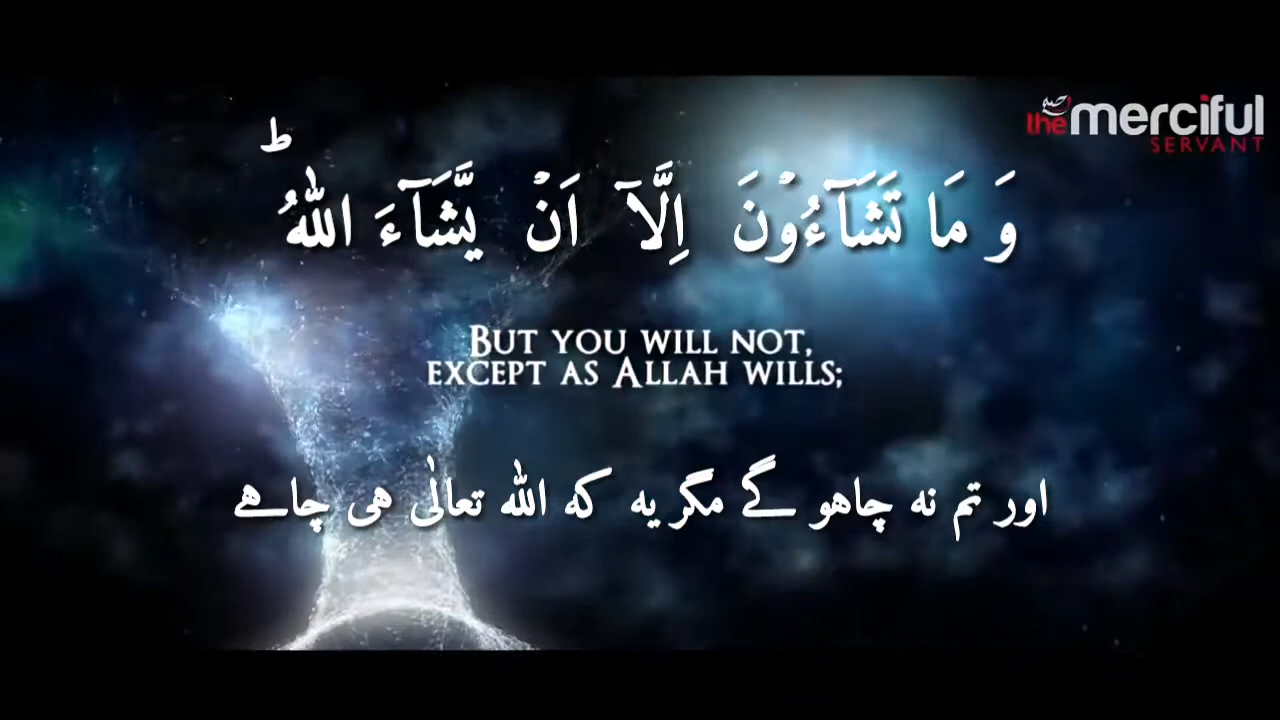 the merciful
SERVANT
وَ مَا تَشَآءُوۡنَ اِلَّاۤ اَنۡ يَّشَآءَ اللّٰهُ ؕ
BUT YOU WILL NOT,
EXCEPT AS ALLAH WILLS;
اور تم نہ چاہو گے مگر یہ کہ اللہ تعالٰی ہی چاہے